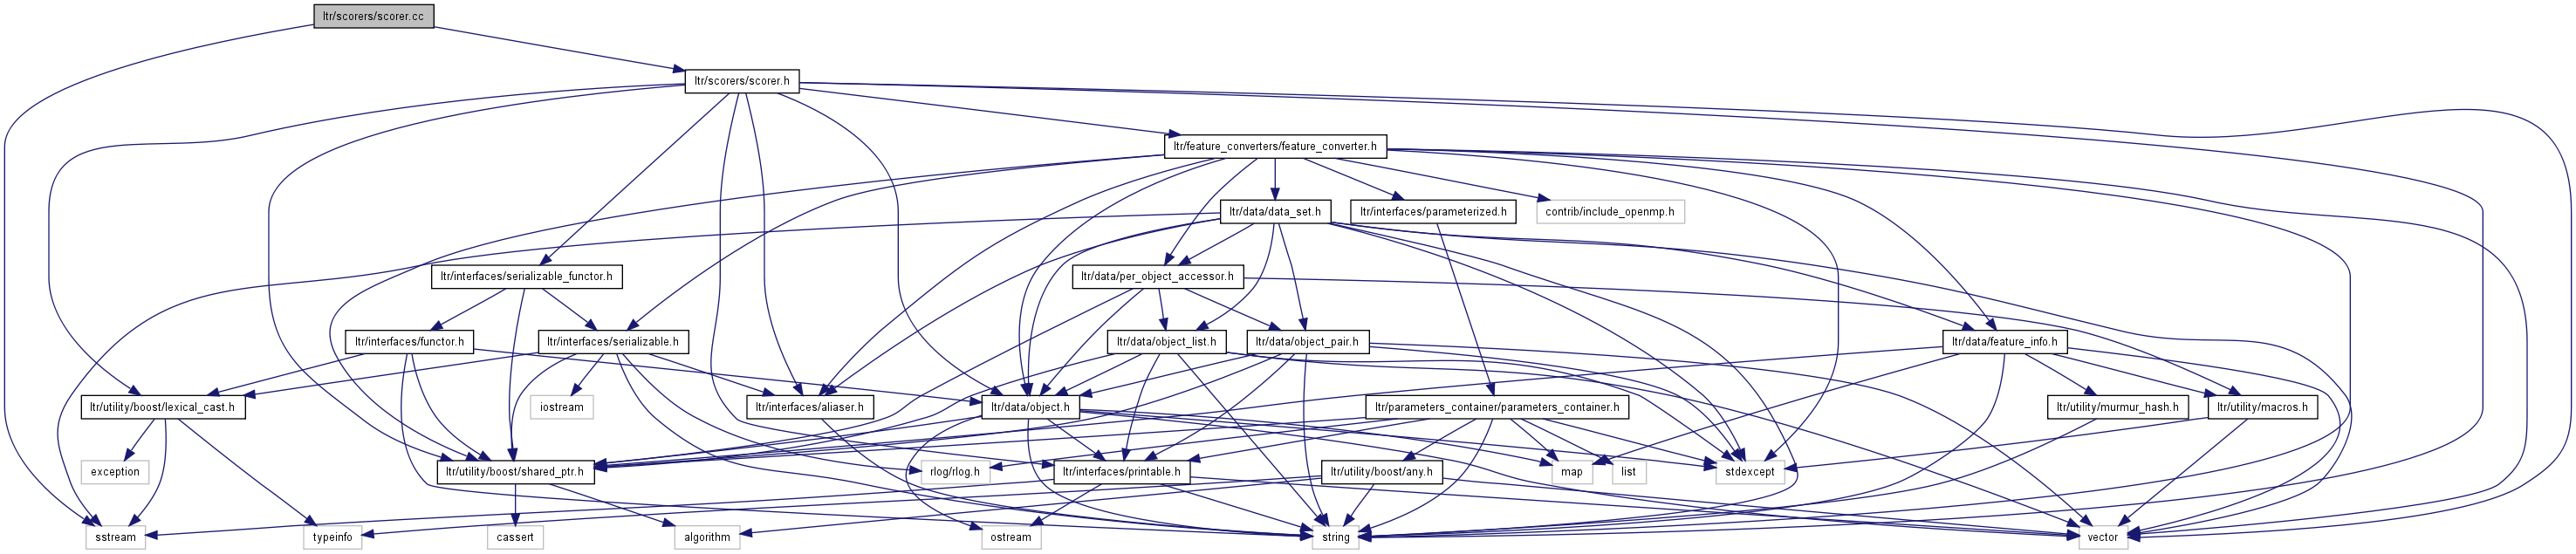 ltr/scorers/scorer.cc
ltr/scorers/scorer.h
ltr/feature_converters/feature_converter.h
ltr/data/data_set.h
ltr/interfaces/parameterized.h
contrib/include_openmp.h
ltr/interfaces/serializable_functor.h
ltr/data/per_object_accessor.h
ltr/interfaces/functor.h
ltr/interfaces/serializable.h
ltr/data/object_list.h
ltr/data/object_pair.h
ltr/data/feature_info.h
ltr/utility/boost/lexical_cast.h
iostream
ltr/interfaces/aliaser.h
ltr/data/object.h
ltr/parameters_container/parameters_container.h
ltr/utility/murmur_hash.h
ltr/utility/macros.h
exception
ltr/utility/boost/shared_ptr.h
rlog/rlog.h
ltr/interfaces/printable.h
ltr/utility/boost/any.h
map
list
stdexcept
sstream
typeinfo
cassert
algorithm
ostream
string
vector